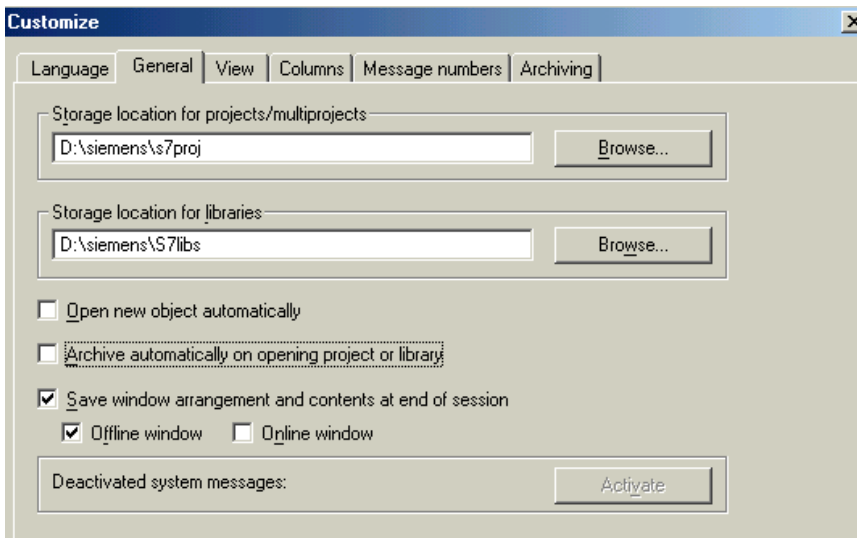 Customize
Language General View Columns Message numbers Archiving
Storage location for projects/multiprojects
D:\siemens\s7proj Browse...
Storage location for libraries
D:\siemens\S7libs Browse...
Open new object automatically
Archive automatically on opening project or library
Save window arrangement and contents at end of session
Offline window Online window
Deactivated system messages: Activate